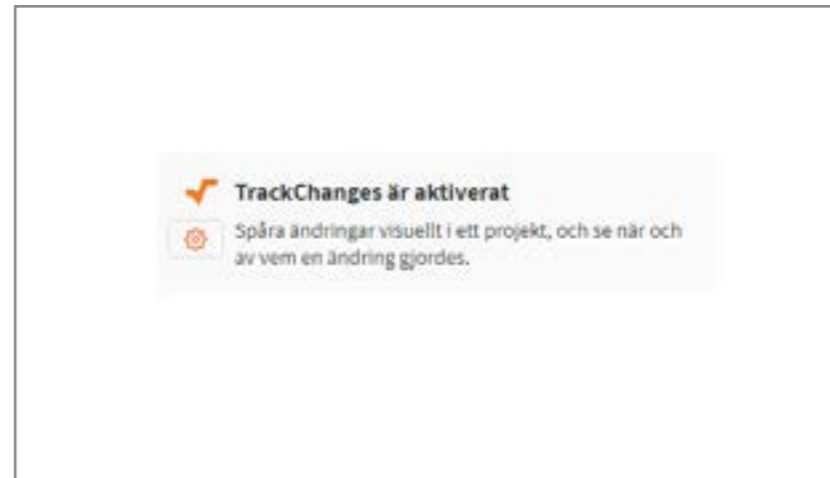 TrackChanges är aktiverat
Spåra ändringar visuellt i ett projekt, och se när och
av vem en ändring gjordes.